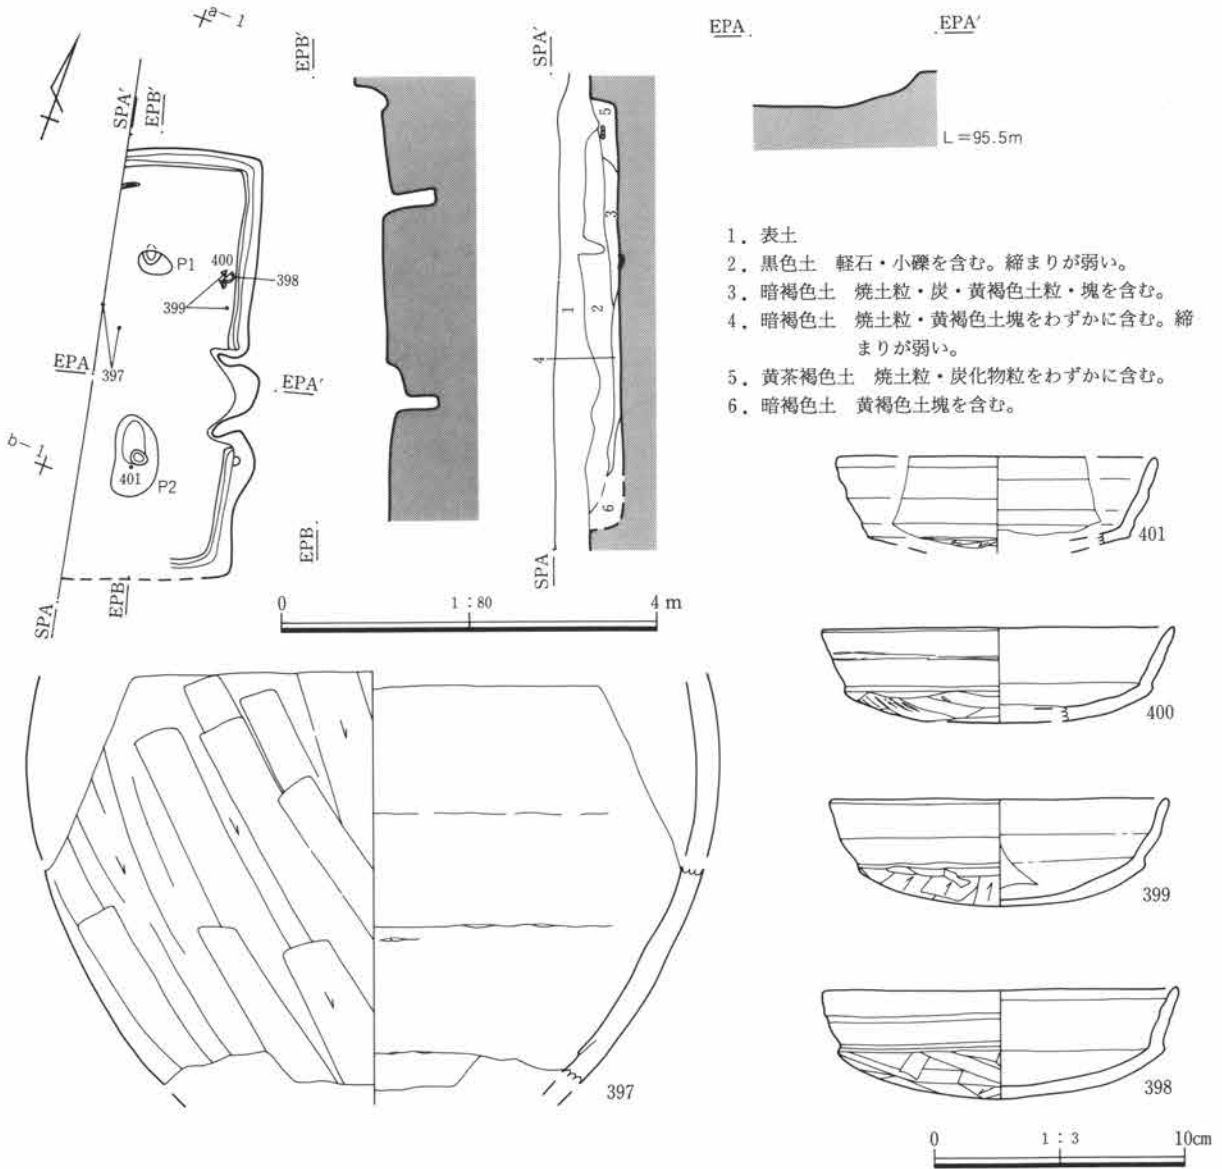 a-1
SPA′
EPB′
P1
400
398
399
397
EPA
EPA′
b-1
401
P2
EPB
SPA
EPB′
EPB
SPA′
5
3
1
2
4
6
SPA
EPA
EPA′
L=95.5m
1．表土
2．黒色土　軽石・小礫を含む。締まりが弱い。
3．暗褐色土　焼土粒・炭・黄褐色土粒・塊を含む。
4．暗褐色土　焼土粒・黄褐色土塊をわずかに含む。締
まりが弱い。
5．黄茶褐色土　焼土粒・炭化物粒をわずかに含む。
6．暗褐色土　黄褐色土塊を含む。
0　1：80　4 m
401
400
399
398
397
0　1：3　10cm